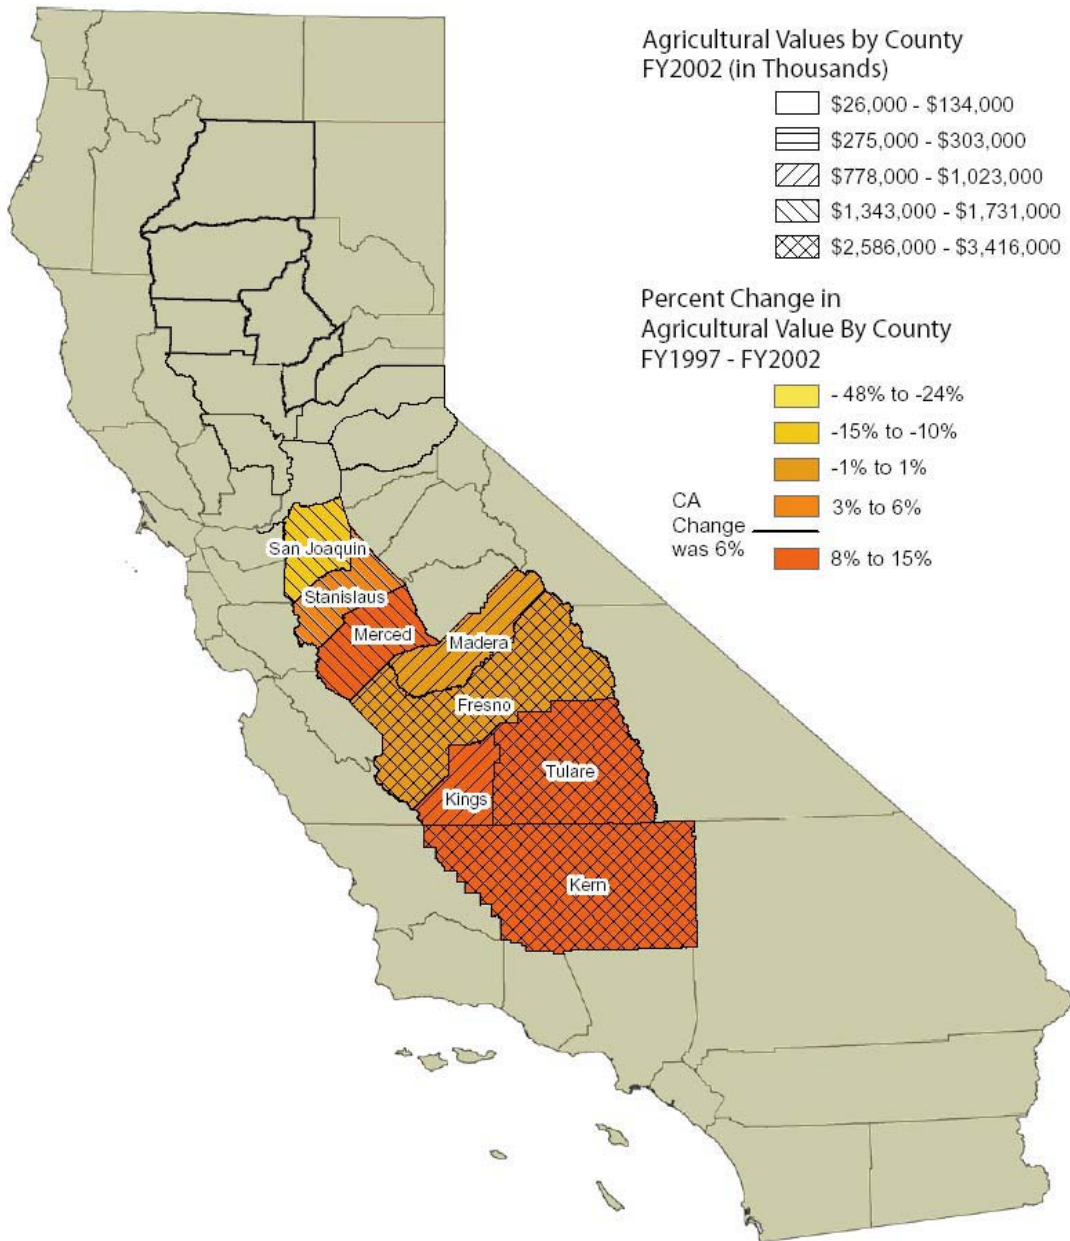 Agricultural Values by County
FY2002 (in Thousands)
$26,000 - $134,000
$275,000 - $303,000
$778,000 - $1,023,000
$1,343,000 - $1,731,000
$2,586,000 - $3,416,000
Percent Change in
Agricultural Value By County
FY1997 - FY2002
- 48% to -24%
-15% to -10%
-1% to 1%
3% to 6%
CA
Change
was 6%
8% to 15%
San Joaquin
Stanislaus
Merced
Madera
Fresno
Tulare
Kings
Kern